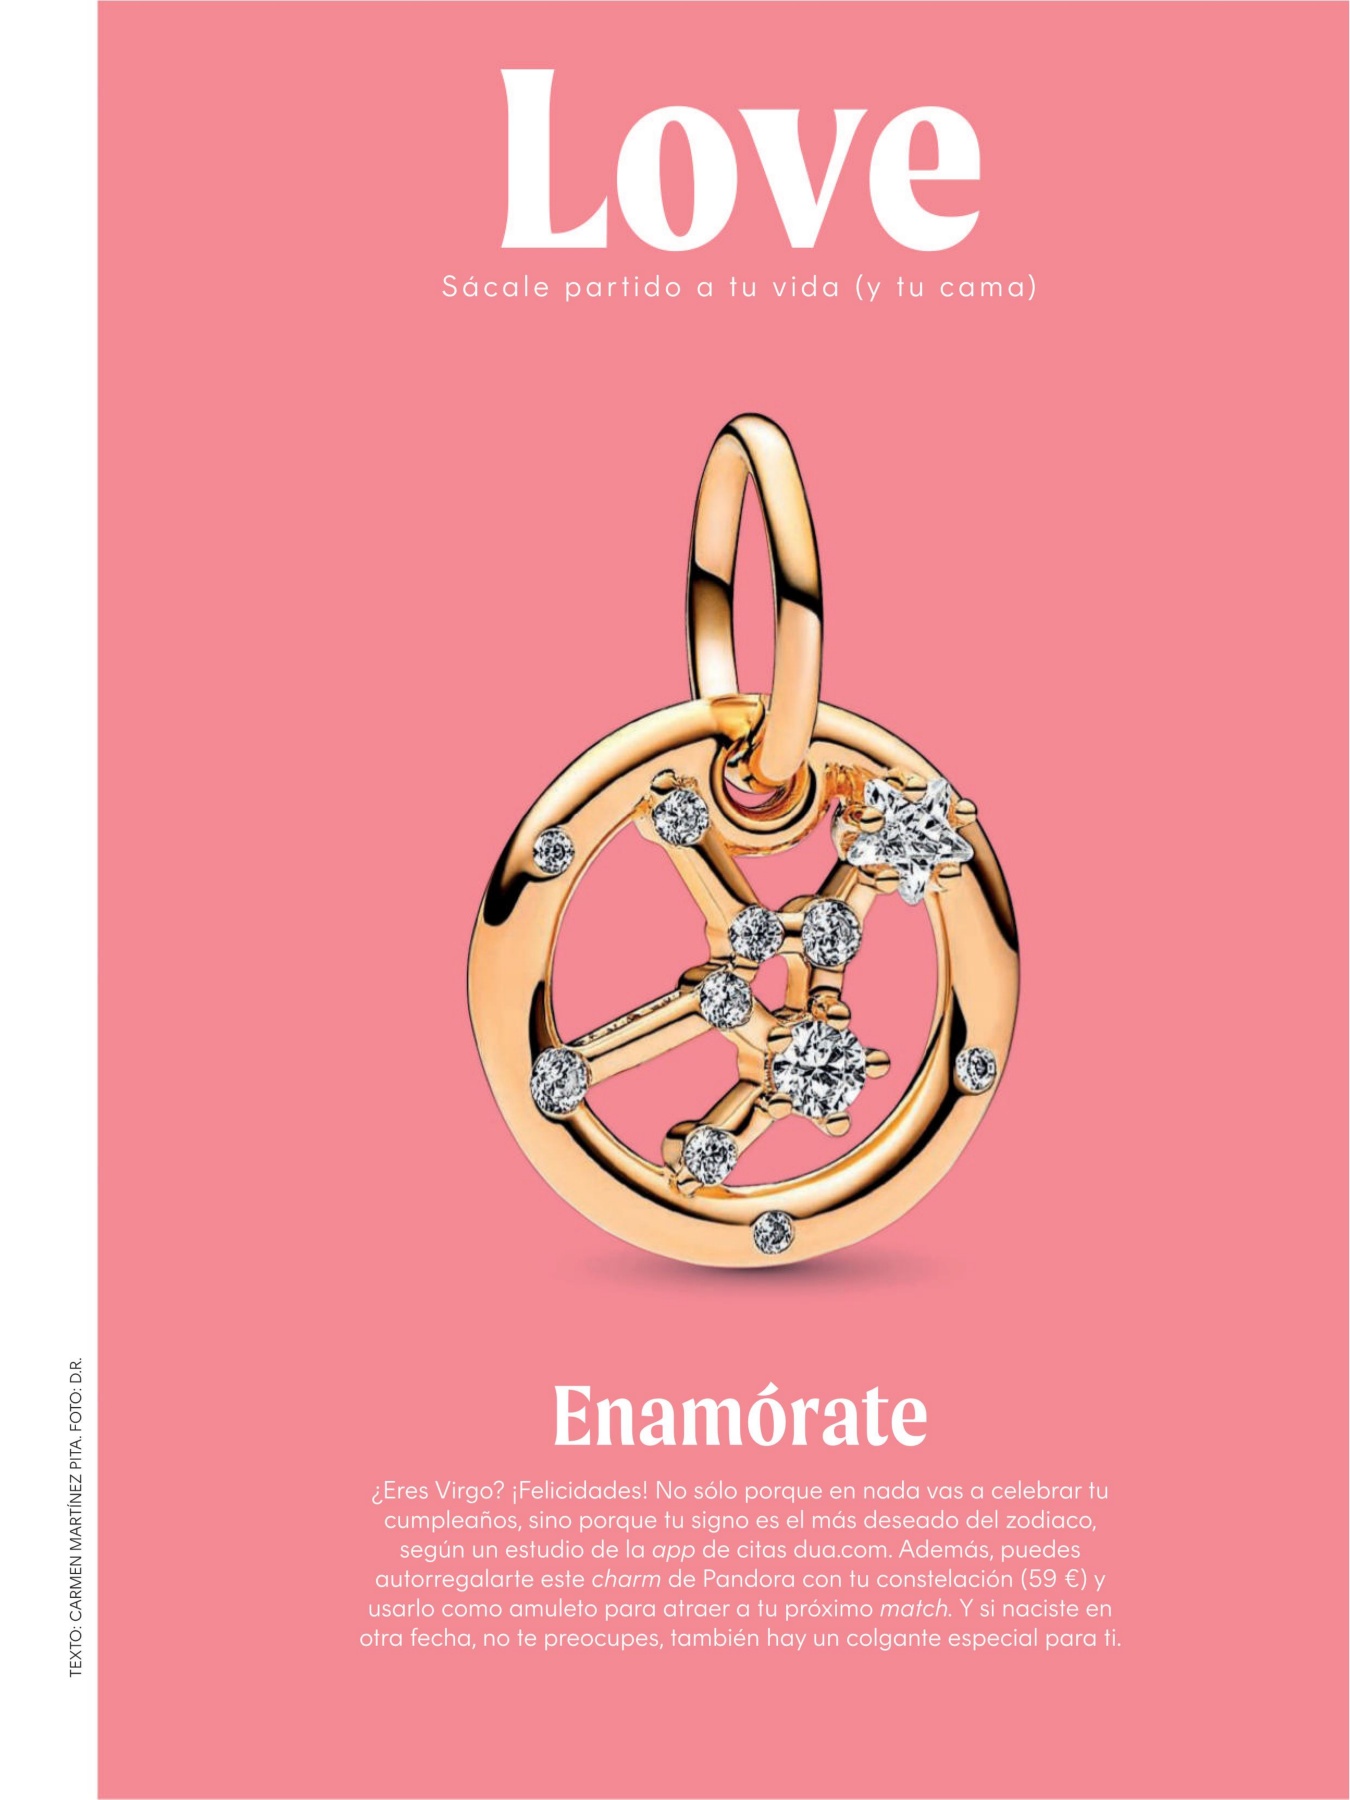 Love
Sácale partido a tu vida (y tu cama)
Enamórate
¿Eres Virgo? ¡Felicidades! No sólo porque en nada vas a celebrar tu
cumpleaños, sino porque tu signo es el más deseado del zodiaco,
según un estudio de la app de citas dua.com. Además, puedes
autorregalarte este charm de Pandora con tu constelación (59 €) y
usarlo como amuleto para atraer a tu próximo match. Y si naciste en
otra fecha, no te preocupes, también hay un colgante especial para ti.
TEXTO: CARMEN MARTÍNEZ PITA. FOTO: D.R.